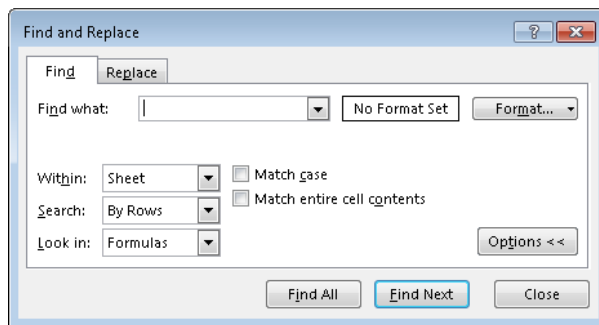 Find and Replace
Find Replace
Find what: No Format Set Format...
Within: Sheet Match case
Match entire cell contents
Search: By Rows
Look in: Formulas
Options <<
Find All Find Next Close